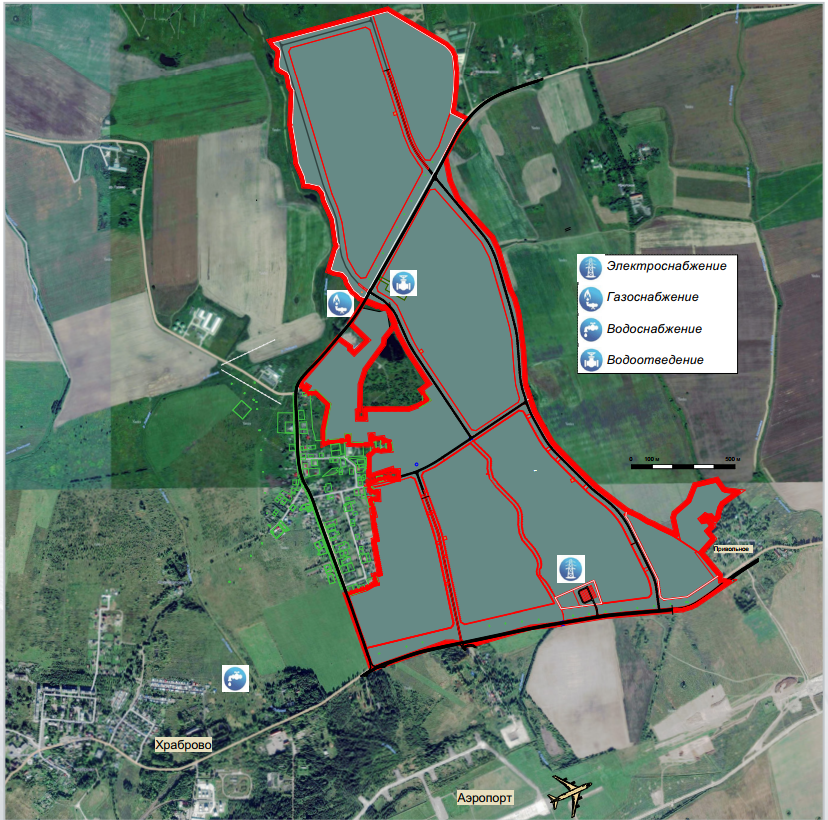 Электроснабжение
Газоснабжение
Водоснабжение
Водоотведение
0 100 м 500 м
Привольное
Храброво
Аэропорт